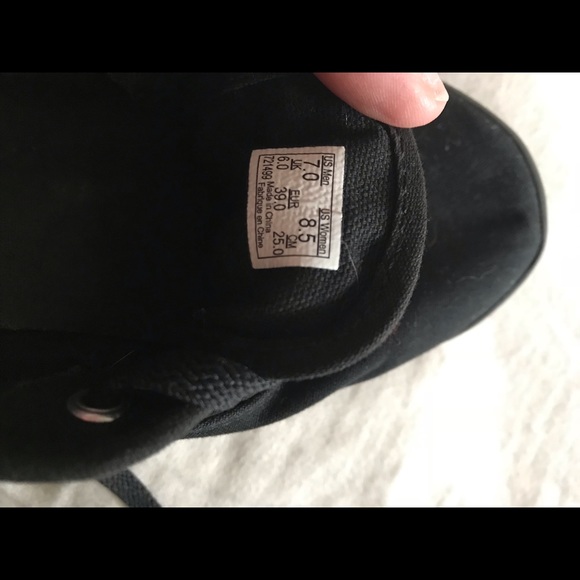 US Men US Women
7.0 8.5
UK EUR CM
6.0 39.0 25.0
721499 Made in China
Fabriqué en Chine